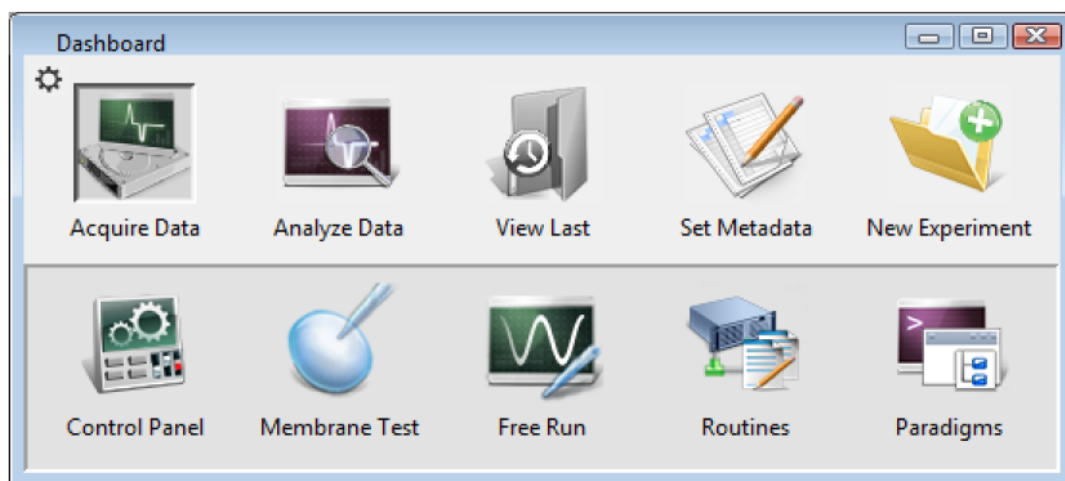 Dashboard
Acquire Data
Analyze Data
View Last
Set Metadata
New Experiment
Control Panel
Membrane Test
Free Run
Routines
Paradigms